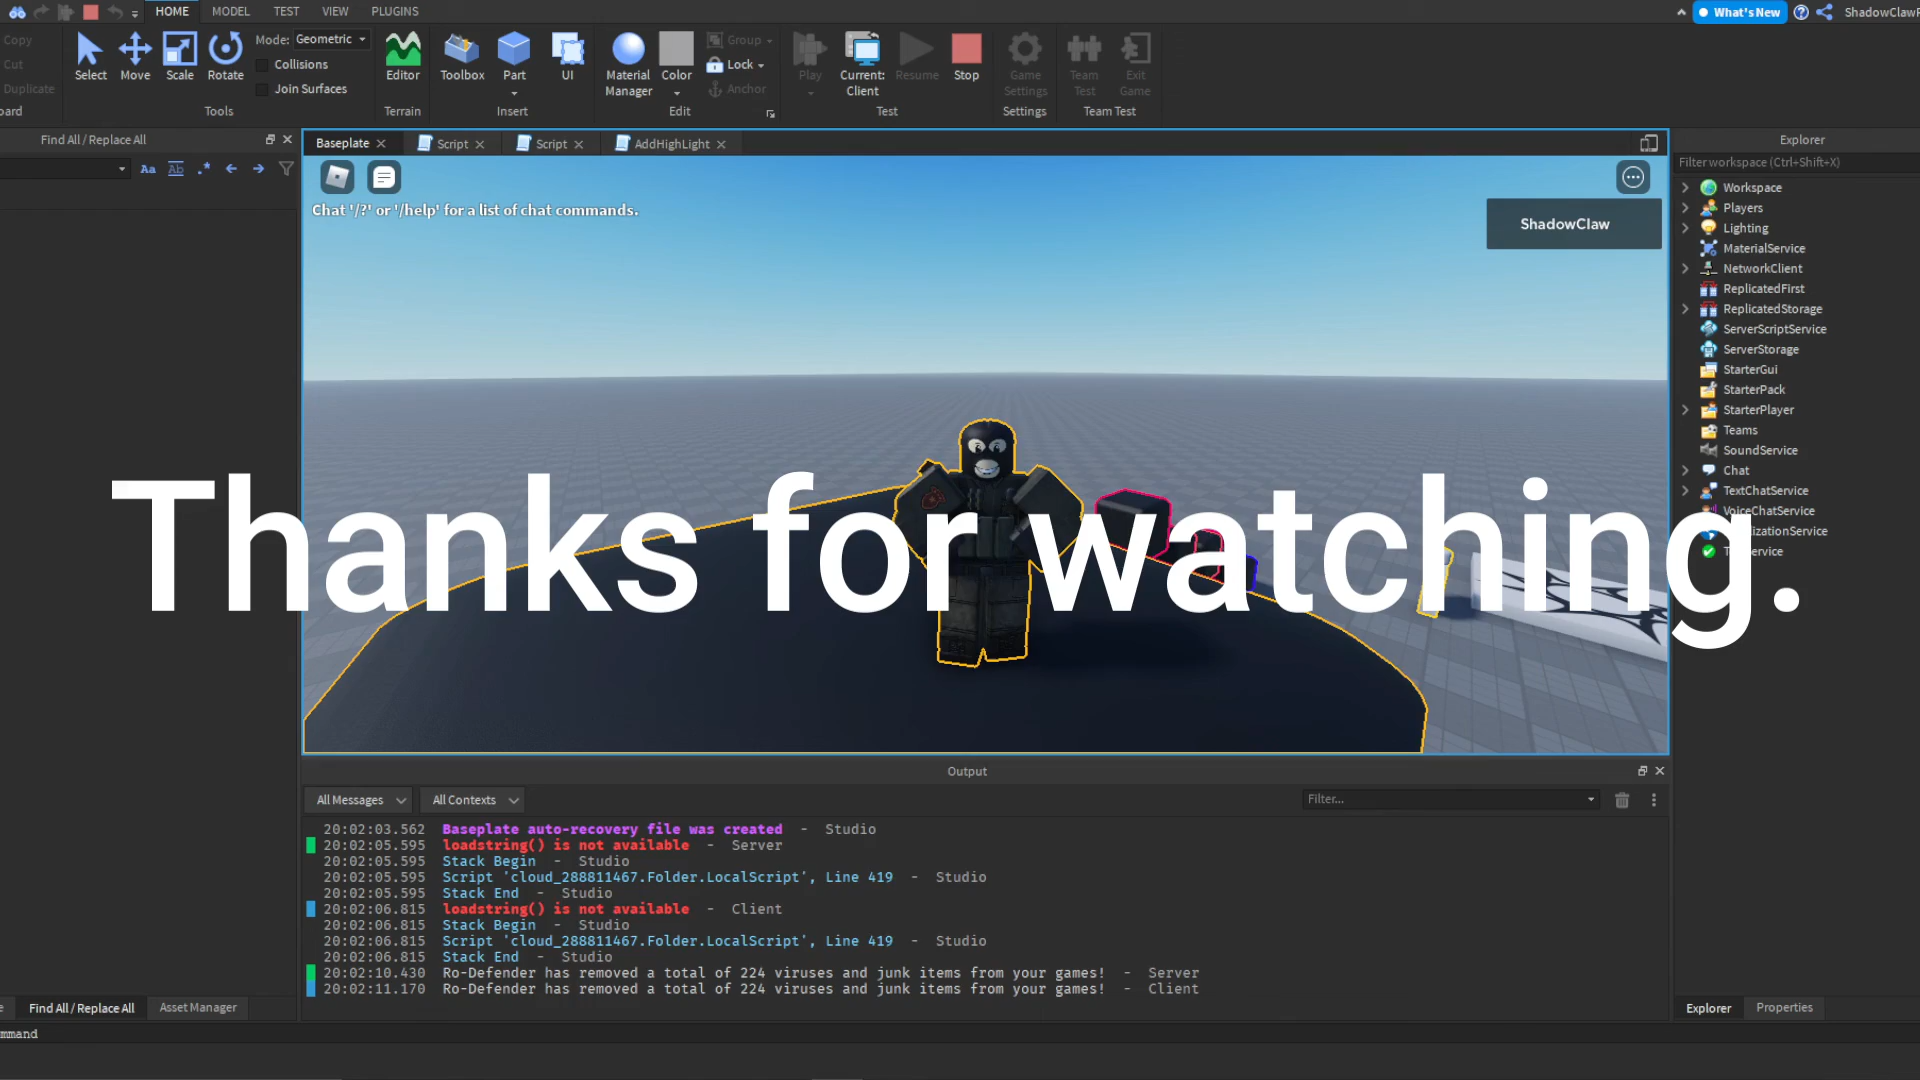 HOME MODEL TEST VIEW PLUGINS
What's New
Copy
Cut
Duplicate
oard
Select Move Scale Rotate
Mode: Geometric
Collisions
Join Surfaces
Tools
Editor
Terrain
Toolbox Part UI
Insert
Material Manager Color
Group
Lock
Anchor
Edit
Play Current: Client Resume Stop
Test
Game Settings
Settings
Team Test Exit Game
Team Test
Find All / Replace All
Aa Ab .*
Baseplate Script Script AddHighLight
Chat '/?' or '/help' for a list of chat commands.
ShadowClaw
Thanks for watching.
Explorer
Filter workspace (Ctrl+Shift+X)
Workspace
Players
Lighting
MaterialService
NetworkClient
ReplicatedFirst
ReplicatedStorage
ServerScriptService
ServerStorage
StarterGui
StarterPack
StarterPlayer
Teams
SoundService
Chat
TextChatService
VoiceChatService
Output
All Messages All Contexts Filter...
20:02:03.562 Baseplate auto-recovery file was created - Studio
20:02:05.595 loadstring() is not available - Server
20:02:05.595 Stack Begin - Studio
20:02:05.595 Script 'cloud_288811467.Folder.LocalScript', Line 419 - Studio
20:02:05.595 Stack End - Studio
20:02:06.815 loadstring() is not available - Client
20:02:06.815 Stack Begin - Studio
20:02:06.815 Script 'cloud_288811467.Folder.LocalScript', Line 419 - Studio
20:02:06.815 Stack End - Studio
20:02:10.430 Ro-Defender has removed a total of 224 viruses and junk items from your games! - Server
20:02:11.170 Ro-Defender has removed a total of 224 viruses and junk items from your games! - Client
Find All / Replace All Asset Manager
Explorer Properties
mmand